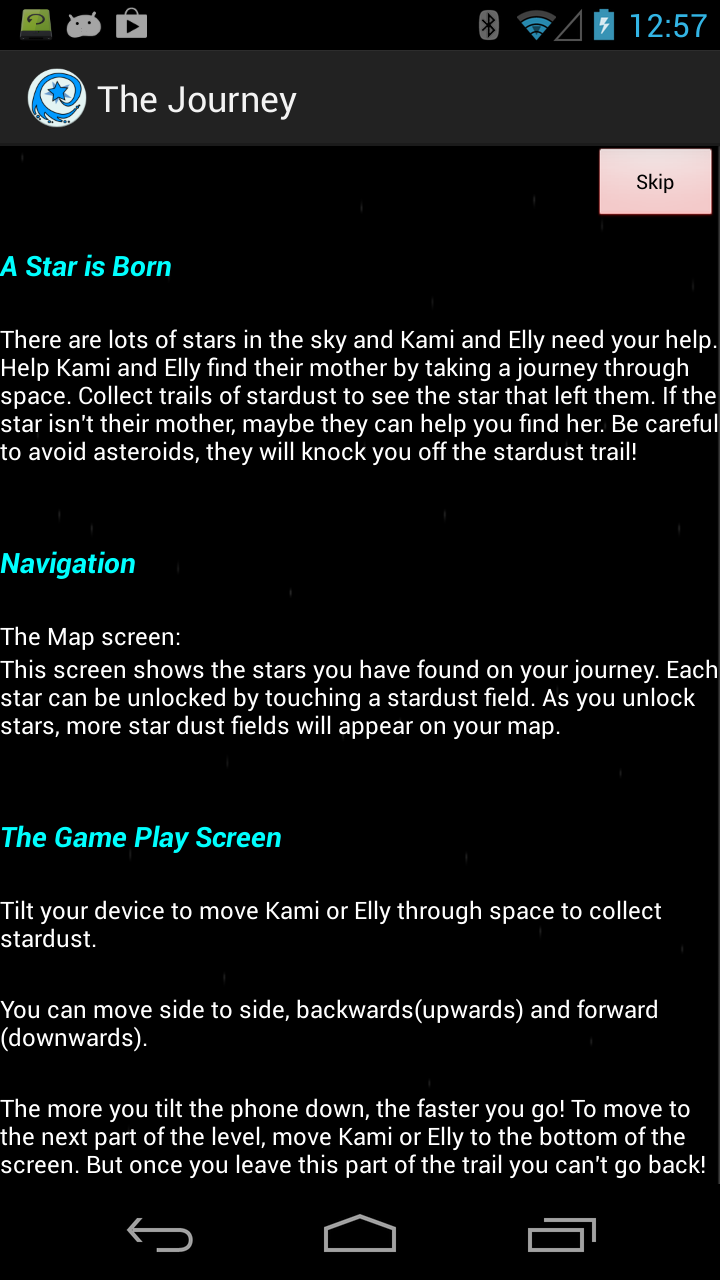 12:57
The Journey
Skip
A Star is Born
There are lots of stars in the sky and Kami and Elly need your help.
Help Kami and Elly find their mother by taking a journey through
space. Collect trails of stardust to see the star that left them. If the
star isn't their mother, maybe they can help you find her. Be careful
to avoid asteroids, they will knock you off the stardust trail!
Navigation
The Map screen:
This screen shows the stars you have found on your journey. Each
star can be unlocked by touching a stardust field. As you unlock
stars, more star dust fields will appear on your map.
The Game Play Screen
Tilt your device to move Kami or Elly through space to collect
stardust.
You can move side to side, backwards(upwards) and forward
(downwards).
The more you tilt the phone down, the faster you go! To move to
the next part of the level, move Kami or Elly to the bottom of the
screen. But once you leave this part of the trail you can't go back!